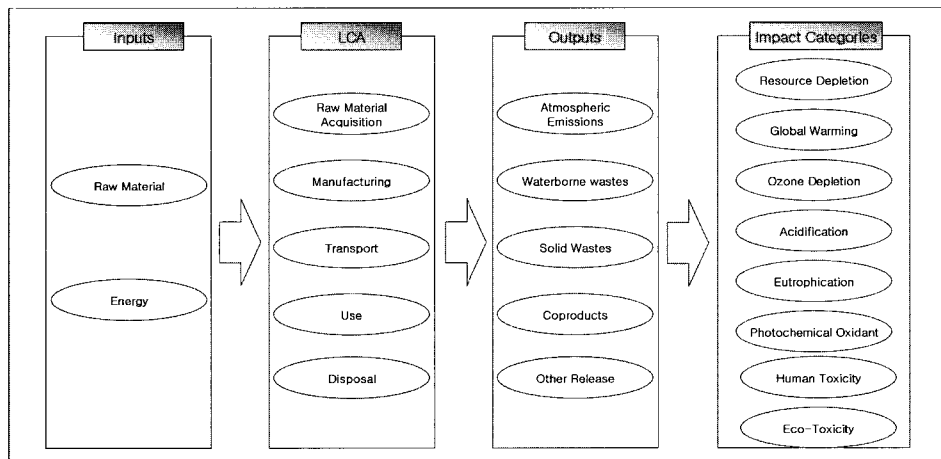 Inputs
Raw Material
Energy
LCA
Raw Material
Acquisition
Manufacturing
Transport
Use
Disposal
Outputs
Atmospheric
Emissions
Waterborne wastes
Solid Wastes
Coproducts
Other Release
Impact Categories
Resource Depletion
Global Warming
Ozone Depletion
Acidification
Eutrophication
Photochemical Oxidant
Human Toxicity
Eco-Toxicity